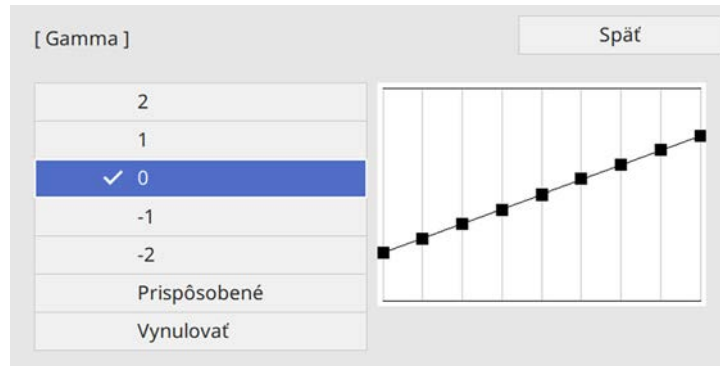 [ Gamma ]
Späť
2
1
0
-1
-2
Prispôsobené
Vynulovať